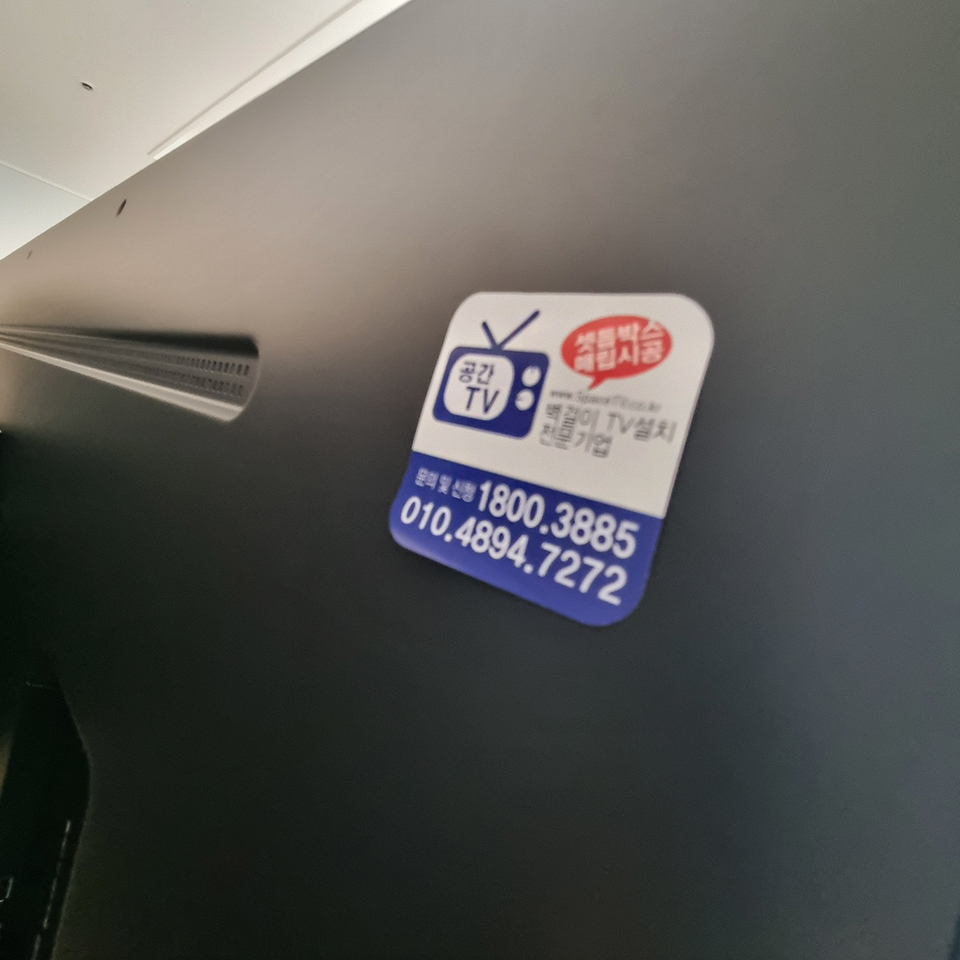 공간
TV
셋톱박스
매립시공
www.SpaceTV.co.kr
벽걸이 TV설치
전문기업
문의 및 신청 1800.3885
010.4894.7272